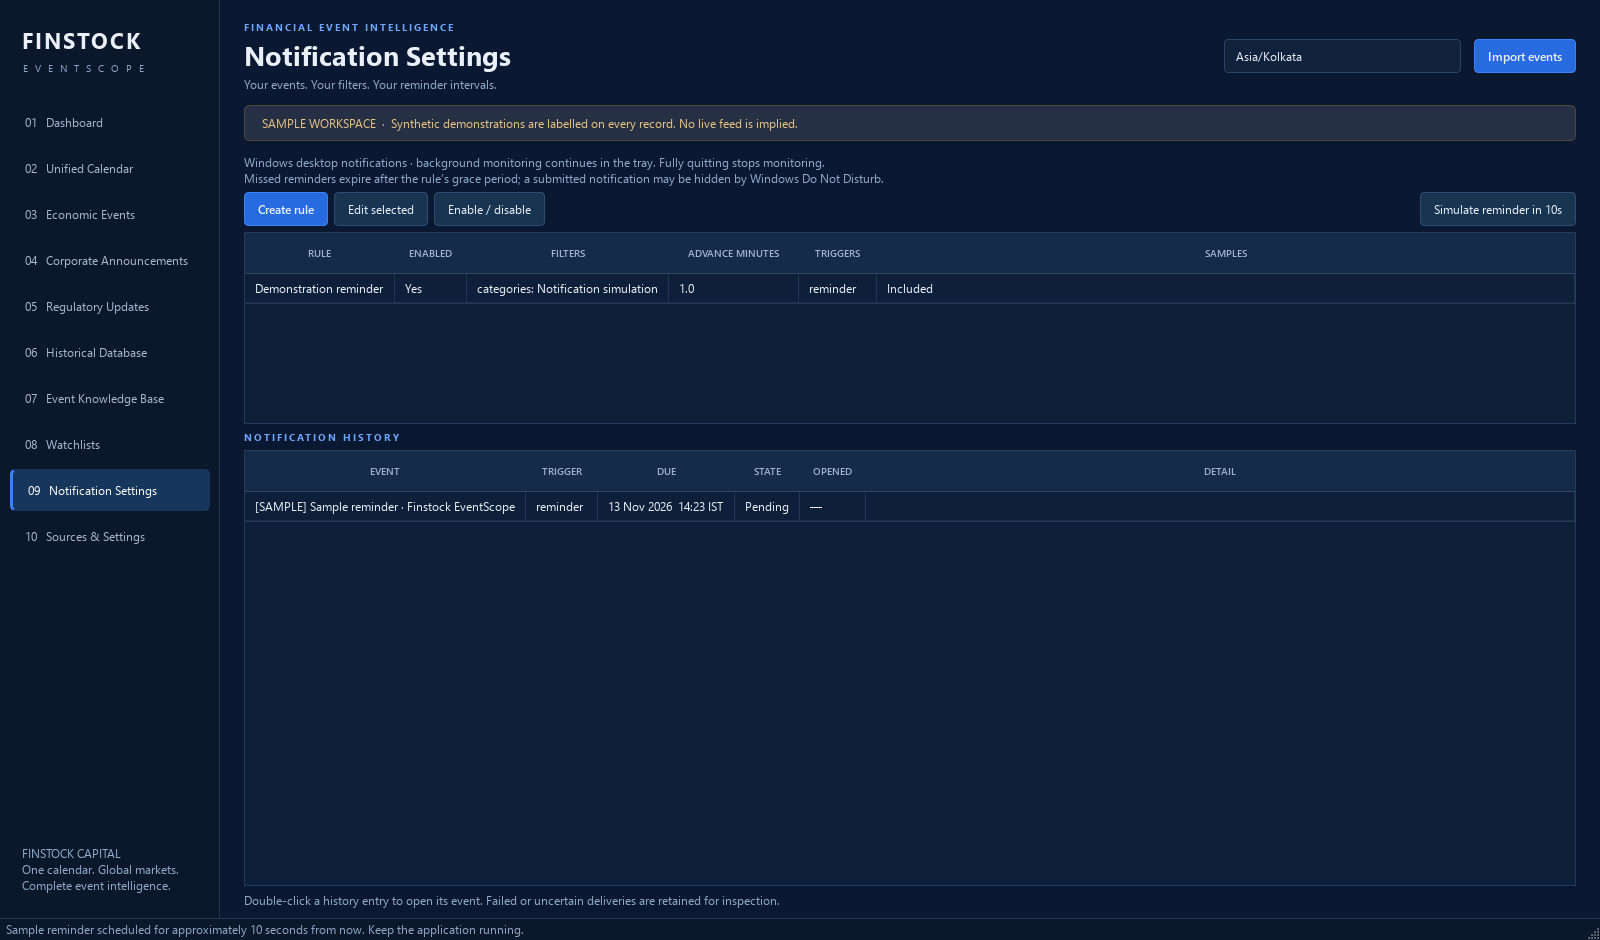 FINSTOCK
EVENTSCOPE
01 Dashboard
02 Unified Calendar
03 Economic Events
04 Corporate Announcements
05 Regulatory Updates
06 Historical Database
07 Event Knowledge Base
08 Watchlists
09 Notification Settings
10 Sources & Settings
FINSTOCK CAPITAL
One calendar. Global markets.
Complete event intelligence.
FINANCIAL EVENT INTELLIGENCE
Notification Settings
Your events. Your filters. Your reminder intervals.
Asia/Kolkata
Import events
SAMPLE WORKSPACE · Synthetic demonstrations are labelled on every record. No live feed is implied.
Windows desktop notifications · background monitoring continues in the tray. Fully quitting stops monitoring.
Missed reminders expire after the rule's grace period; a submitted notification may be hidden by Windows Do Not Disturb.
Create rule Edit selected Enable / disable Simulate reminder in 10s
RULE ENABLED FILTERS ADVANCE MINUTES TRIGGERS SAMPLES
Demonstration reminder Yes categories: Notification simulation 1.0 reminder Included
NOTIFICATION HISTORY
EVENT TRIGGER DUE STATE OPENED DETAIL
[SAMPLE] Sample reminder · Finstock EventScope reminder 13 Nov 2026 14:23 IST Pending —
Double-click a history entry to open its event. Failed or uncertain deliveries are retained for inspection.
Sample reminder scheduled for approximately 10 seconds from now. Keep the application running.